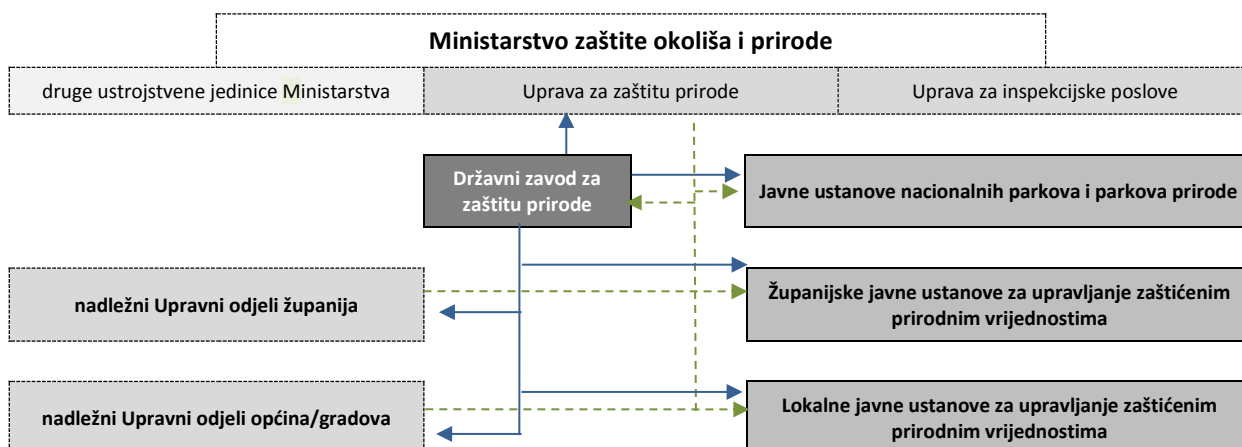 Ministarstvo zaštite okoliša i prirode
druge ustrojstvene jedinice Ministarstva
Uprava za zaštitu prirode
Uprava za inspekcijske poslove
Državni zavod za
zaštitu prirode
Javne ustanove nacionalnih parkova i parkova prirode
nadležni Upravni odjeli županija
Županijske javne ustanove za upravljanje zaštićenim
prirodnim vrijednostima
nadležni Upravni odjeli općina/gradova
Lokalne javne ustanove za upravljanje zaštićenim
prirodnim vrijednostima